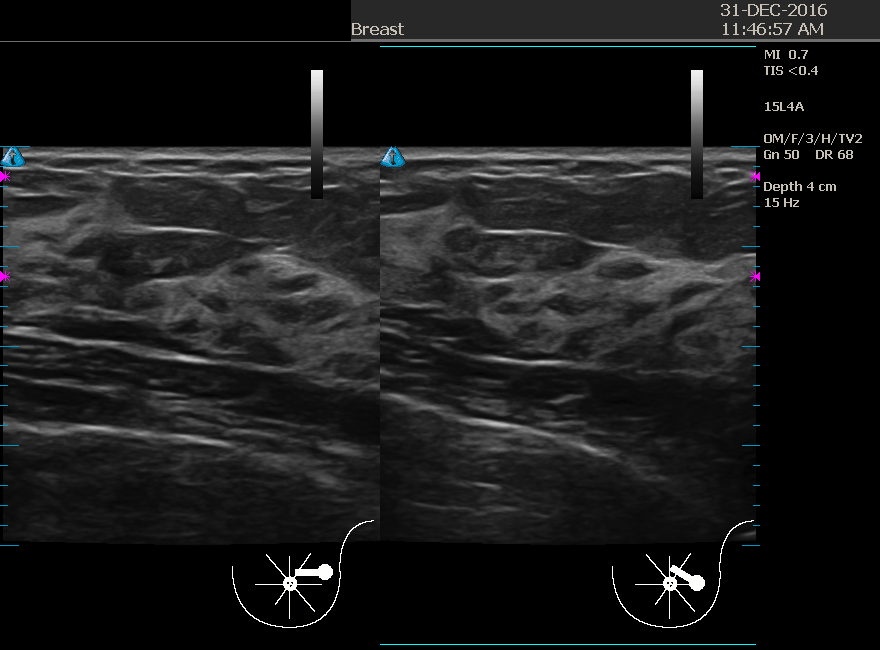 31-DEC-2016
Breast
11:46:57 AM
MI 0.7
TIS <0.4
15L4A
OM/F/3/H/TV2
Gn 50 DR 68
Depth 4 cm
15 Hz